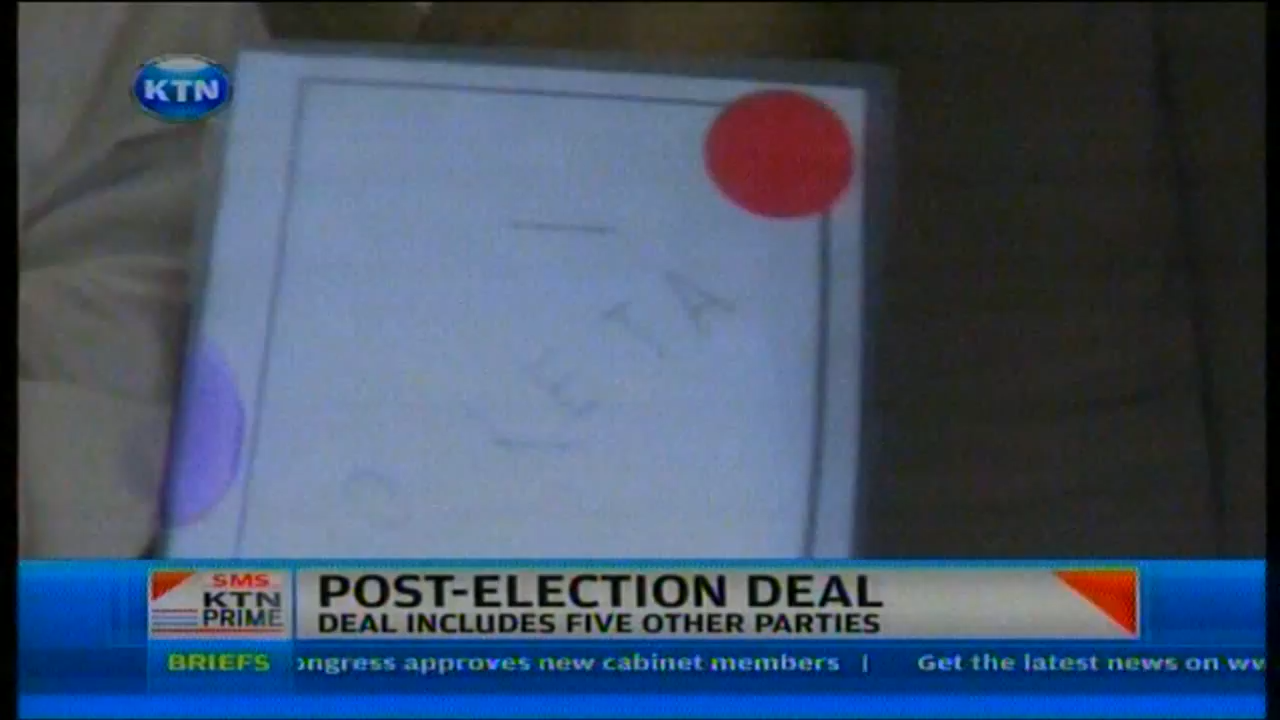 KTN
SMS
KTN
PRIME
POST-ELECTION DEAL
DEAL INCLUDES FIVE OTHER PARTIES
BRIEFS
ongress approves new cabinet members | Get the latest news on wv